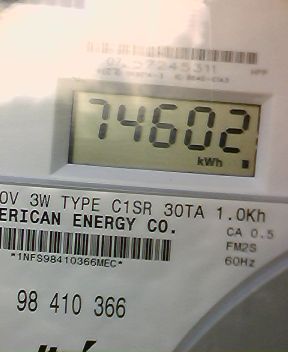 74602
kWh
0V 3W TYPE C1SR 30TA 1.0Kh
ERICAN ENERGY CO.
CA 0.5
FM2S
60Hz
*1NFS98410366MEC*
98 410 366